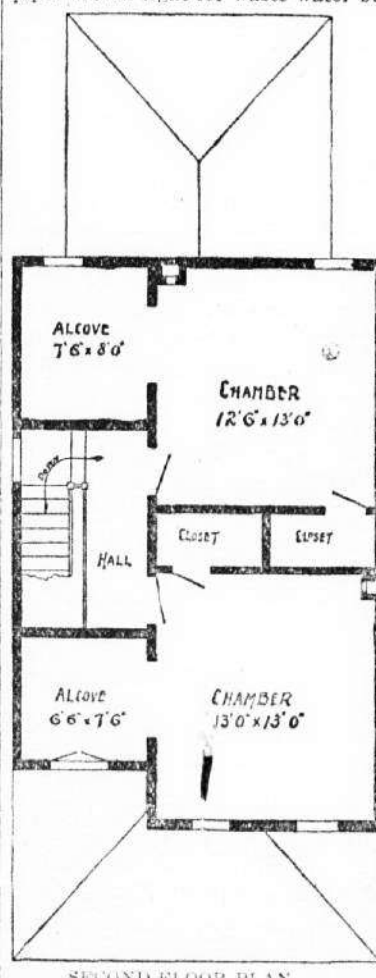 ALCOVE
7'6" x 8'0"
CHAMBER
12'6" x 13'0"
DOWN
HALL
CLOSET
CLOSET
ALCOVE
6'6" x 7'6"
CHAMBER
13'0" x 13'0"
SECOND FLOOR PLAN